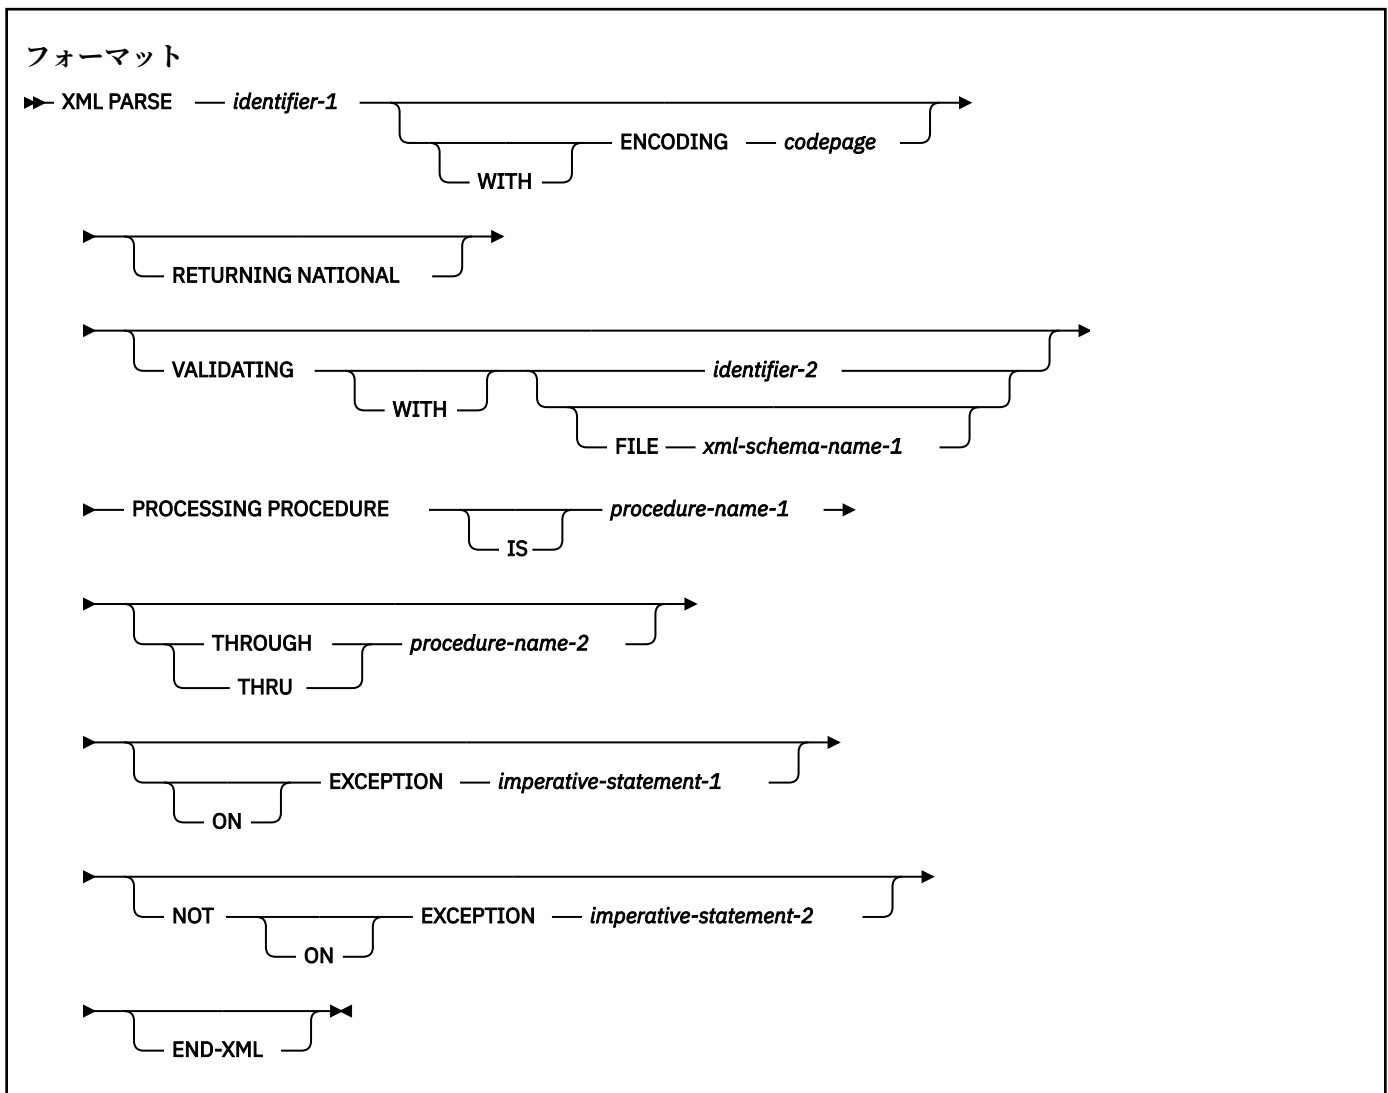 フォーマット
XML PARSE identifier-1
ENCODING codepage
WITH
RETURNING NATIONAL
VALIDATING identifier-2
WITH
FILE xml-schema-name-1
PROCESSING PROCEDURE procedure-name-1
IS
THROUGH procedure-name-2
THRU
EXCEPTION imperative-statement-1
ON
NOT EXCEPTION imperative-statement-2
ON
END-XML